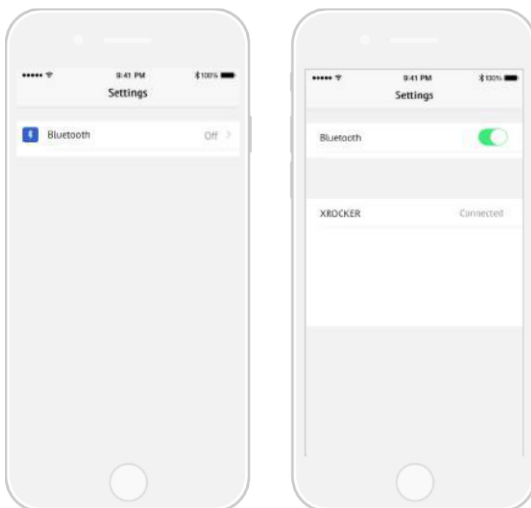 9:41 PM 100%
Settings
Bluetooth Off
9:41 PM 100%
Settings
Bluetooth
XROCKER Connected